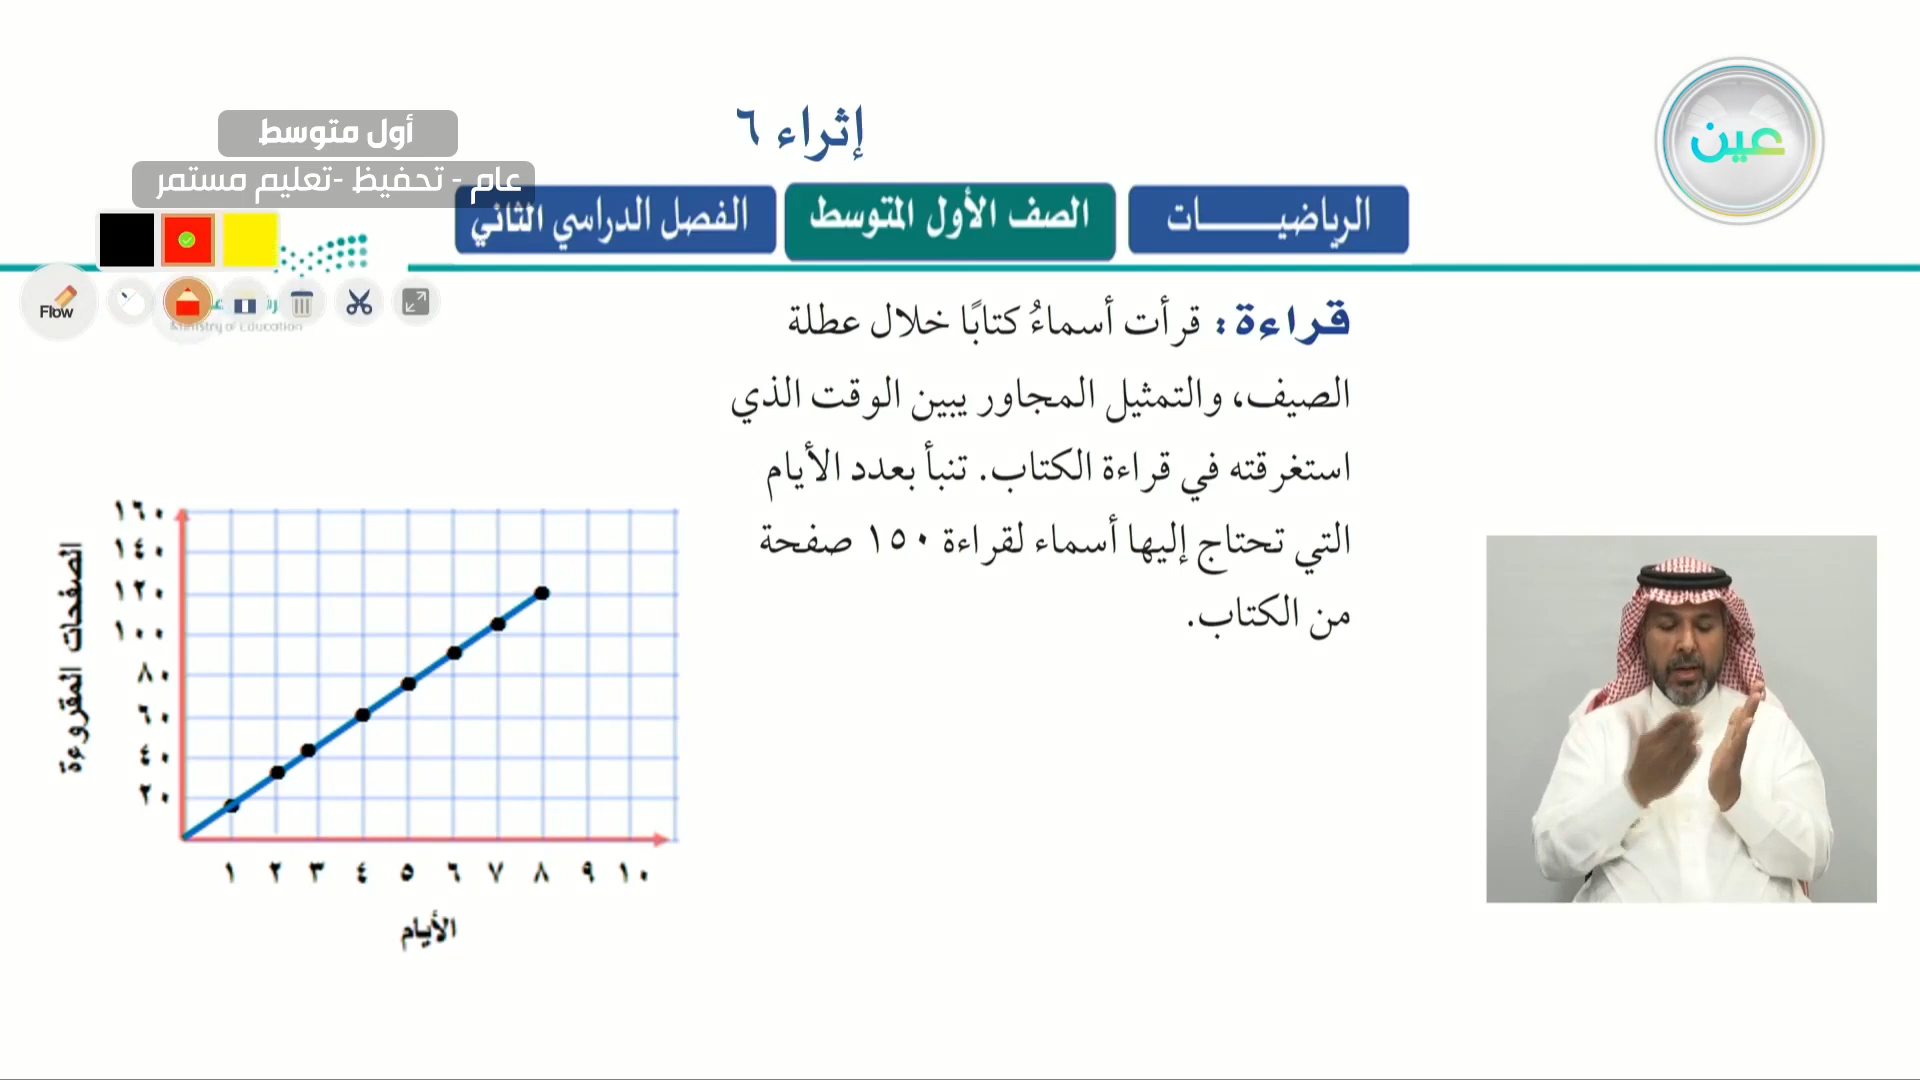 إثراء ٦
عين
أول متوسط
عام - تحفيظ -تعليم مستمر
الرياضيـــــات
الصف الأول المتوسط
الفصل الدراسي الثاني
Flow
Ministry of Education
قراءة: قرأت أسماءُ كتابًا خلال عطلة
الصيف، والتمثيل المجاور يبين الوقت الذي
استغرقته في قراءة الكتاب. تنبأ بعدد الأيام
التي تحتاج إليها أسماء لقراءة ١٥٠ صفحة
من الكتاب.
الصفحات المقروءة
١٦٠
١٤٠
١٢٠
١٠٠
٨٠
٦٠
٤٠
٢٠
١ ٢ ٣ ٤ ٥ ٦ ٧ ٨ ٩ ١٠
الأيام